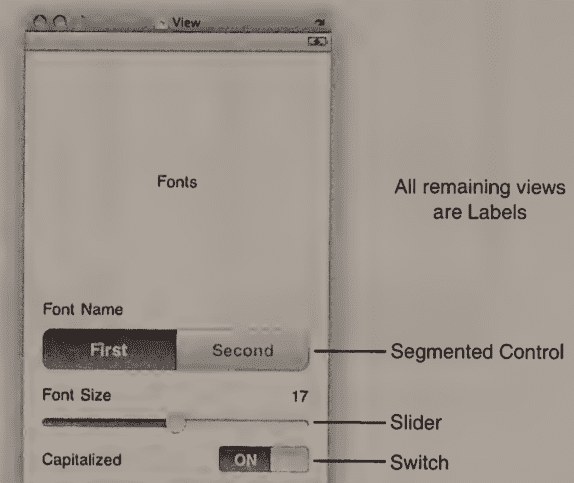 View
Fonts
All remaining views
are Labels
Font Name
First Second
Segmented Control
Font Size 17
Slider
Capitalized ON
Switch